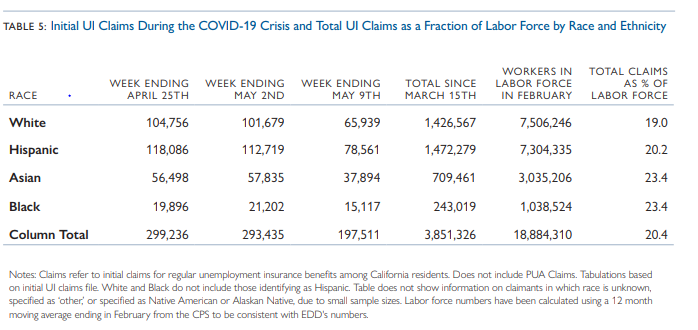 TABLE 5: Initial UI Claims During the COVID-19 Crisis and Total UI Claims as a Fraction of Labor Force by Race and Ethnicity
RACE WEEK ENDING APRIL 25TH WEEK ENDING MAY 2ND WEEK ENDING MAY 9TH TOTAL SINCE MARCH 15TH WORKERS IN LABOR FORCE IN FEBRUARY TOTAL CLAIMS AS % OF LABOR FORCE
White 104,756 101,679 65,939 1,426,567 7,506,246 19.0
Hispanic 118,086 112,719 78,561 1,472,279 7,304,335 20.2
Asian 56,498 57,835 37,894 709,461 3,035,206 23.4
Black 19,896 21,202 15,117 243,019 1,038,524 23.4
Column Total 299,236 293,435 197,511 3,851,326 18,884,310 20.4
Notes: Claims refer to initial claims for regular unemployment insurance benefits among California residents. Does not include PUA Claims. Tabulations based
on initial UI claims file. White and Black do not include those identifying as Hispanic. Table does not show information on claimants in which race is unknown,
specified as 'other,' or specified as Native American or Alaskan Native, due to small sample sizes. Labor force numbers have been calculated using a 12 month
moving average ending in February from the CPS to be consistent with EDD's numbers.